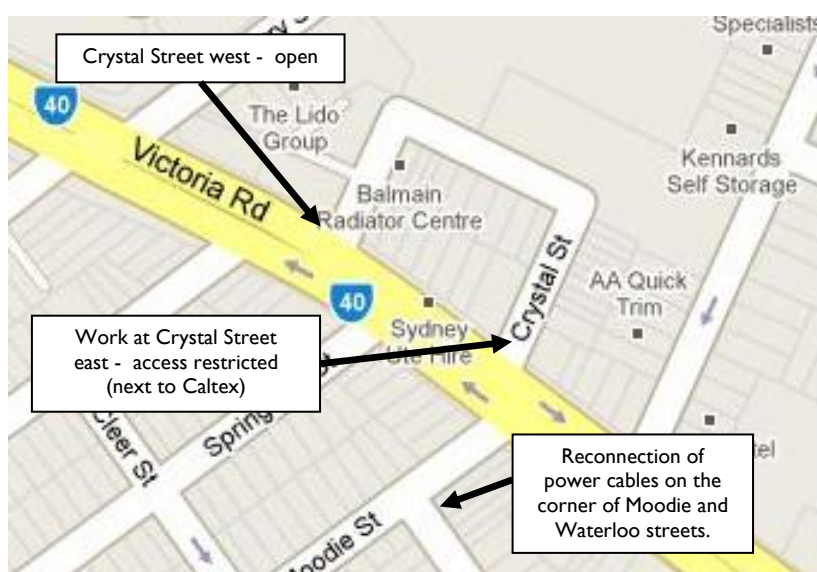 Specialists
Crystal Street west - open
40
The Lido
Group
Victoria Rd
Kennards
Self Storage
Balmain
Radiator Centre
Crystal St
AA Quick
Trim
40
Work at Crystal Street
east - access restricted
(next to Caltex)
Sydney
Ute Hire
Cleer St
Spring
Reconnection of
power cables on the
corner of Moodie and
Waterloo streets.
Moodie St